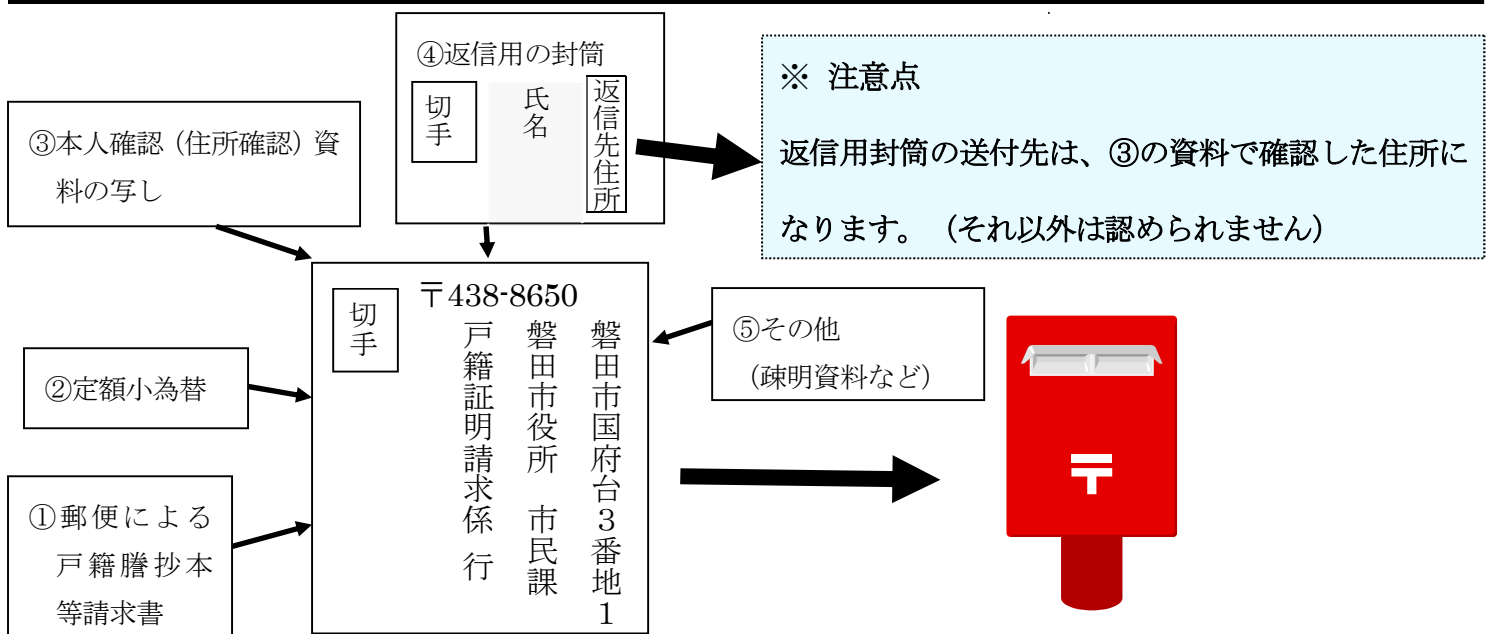 ④返信用の封筒
返信先住所
氏名
切手
※ 注意点
返信用封筒の送付先は、③の資料で確認した住所に
なります。（それ以外は認められません）
③本人確認（住所確認）資
料の写し
②定額小為替
①郵便による
戸籍謄抄本
等請求書
切手
〒438-8650
磐田市国府台3番地1
磐田市役所 市民課
戸籍証明請求係 行
⑤その他
（疎明資料など）
〒